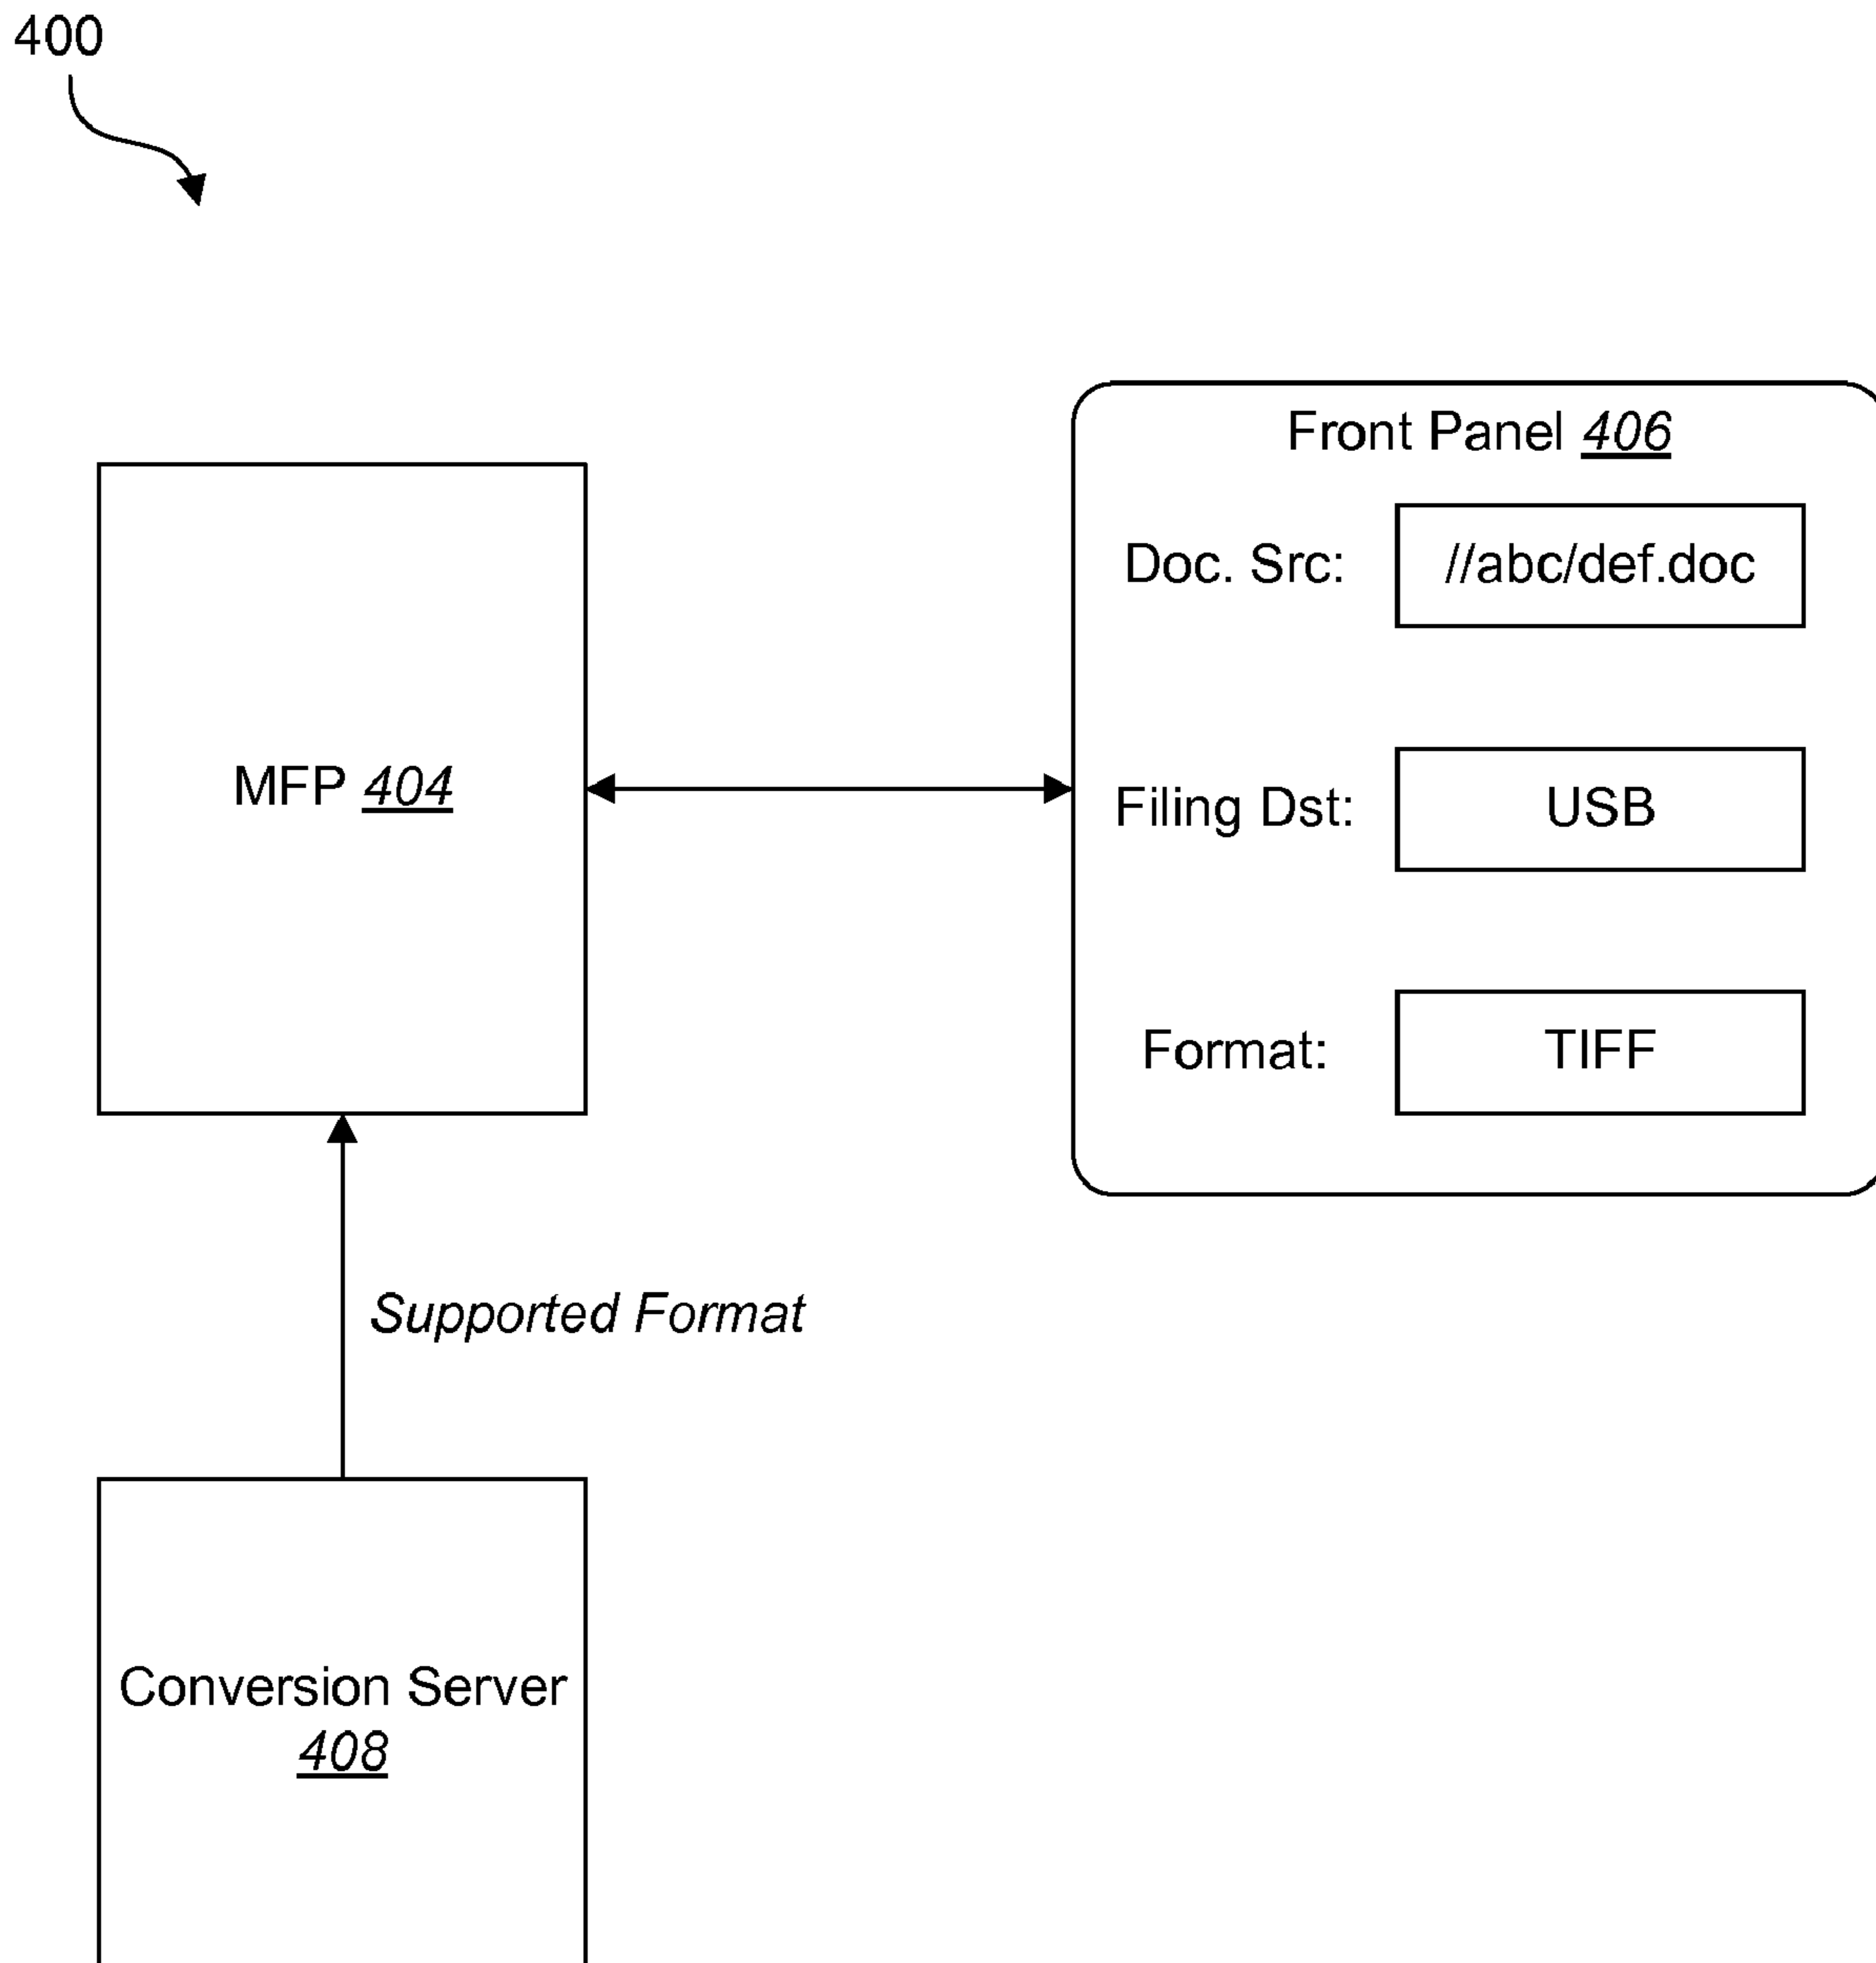 400
Front Panel 406
Doc. Src: //abc/def.doc
MFP 404
Filing Dst: USB
Format: TIFF
Supported Format
Conversion Server
408